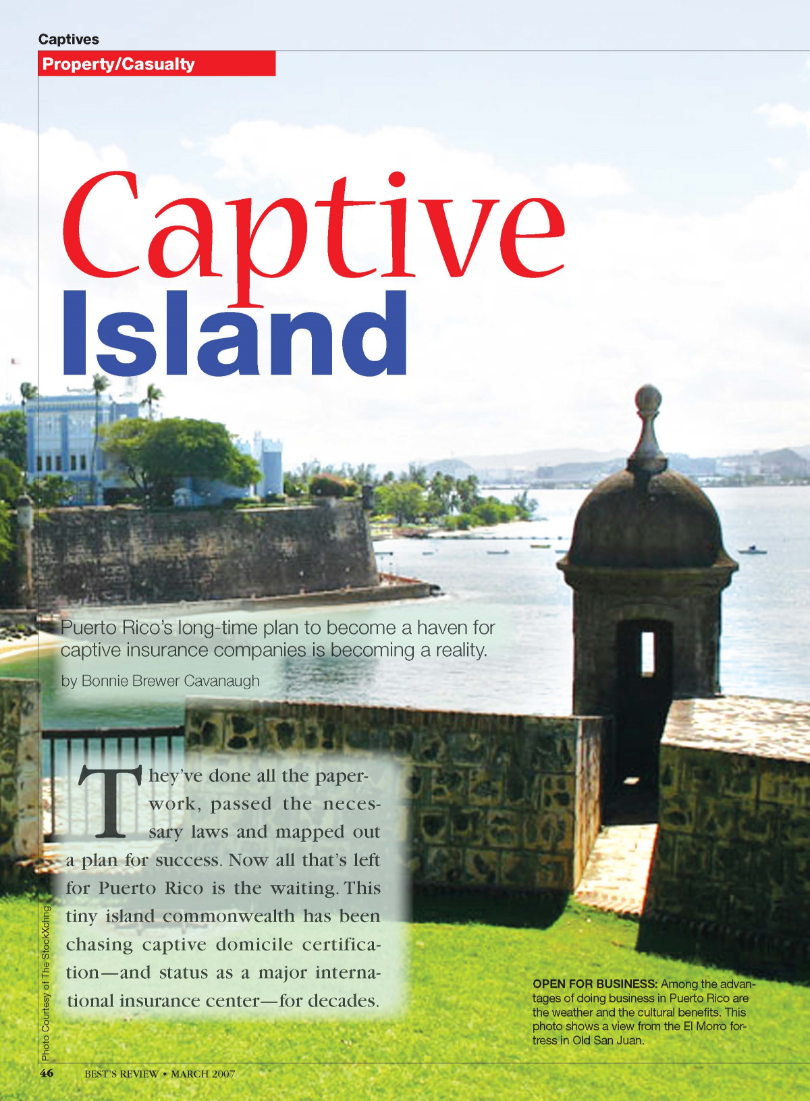 Captives
Property/Casualty
Captive
Island
Puerto Rico's long-time plan to become a haven for
captive insurance companies is becoming a reality.
by Bonnie Brewer Cavanaugh
They've done all the paper-
work, passed the neces-
sary laws and mapped out
a plan for success. Now all that's left
for Puerto Rico is the waiting. This
tiny island commonwealth has been
chasing captive domicile certifica-
tion—and status as a major interna-
tional insurance center—for decades.
Photo Courtesy of The StockXchng
OPEN FOR BUSINESS: Among the advan-
tages of doing business in Puerto Rico are
the weather and the cultural benefits. This
photo shows a view from the El Morro for-
tress in Old San Juan.
46 BEST'S REVIEW • MARCH 2007